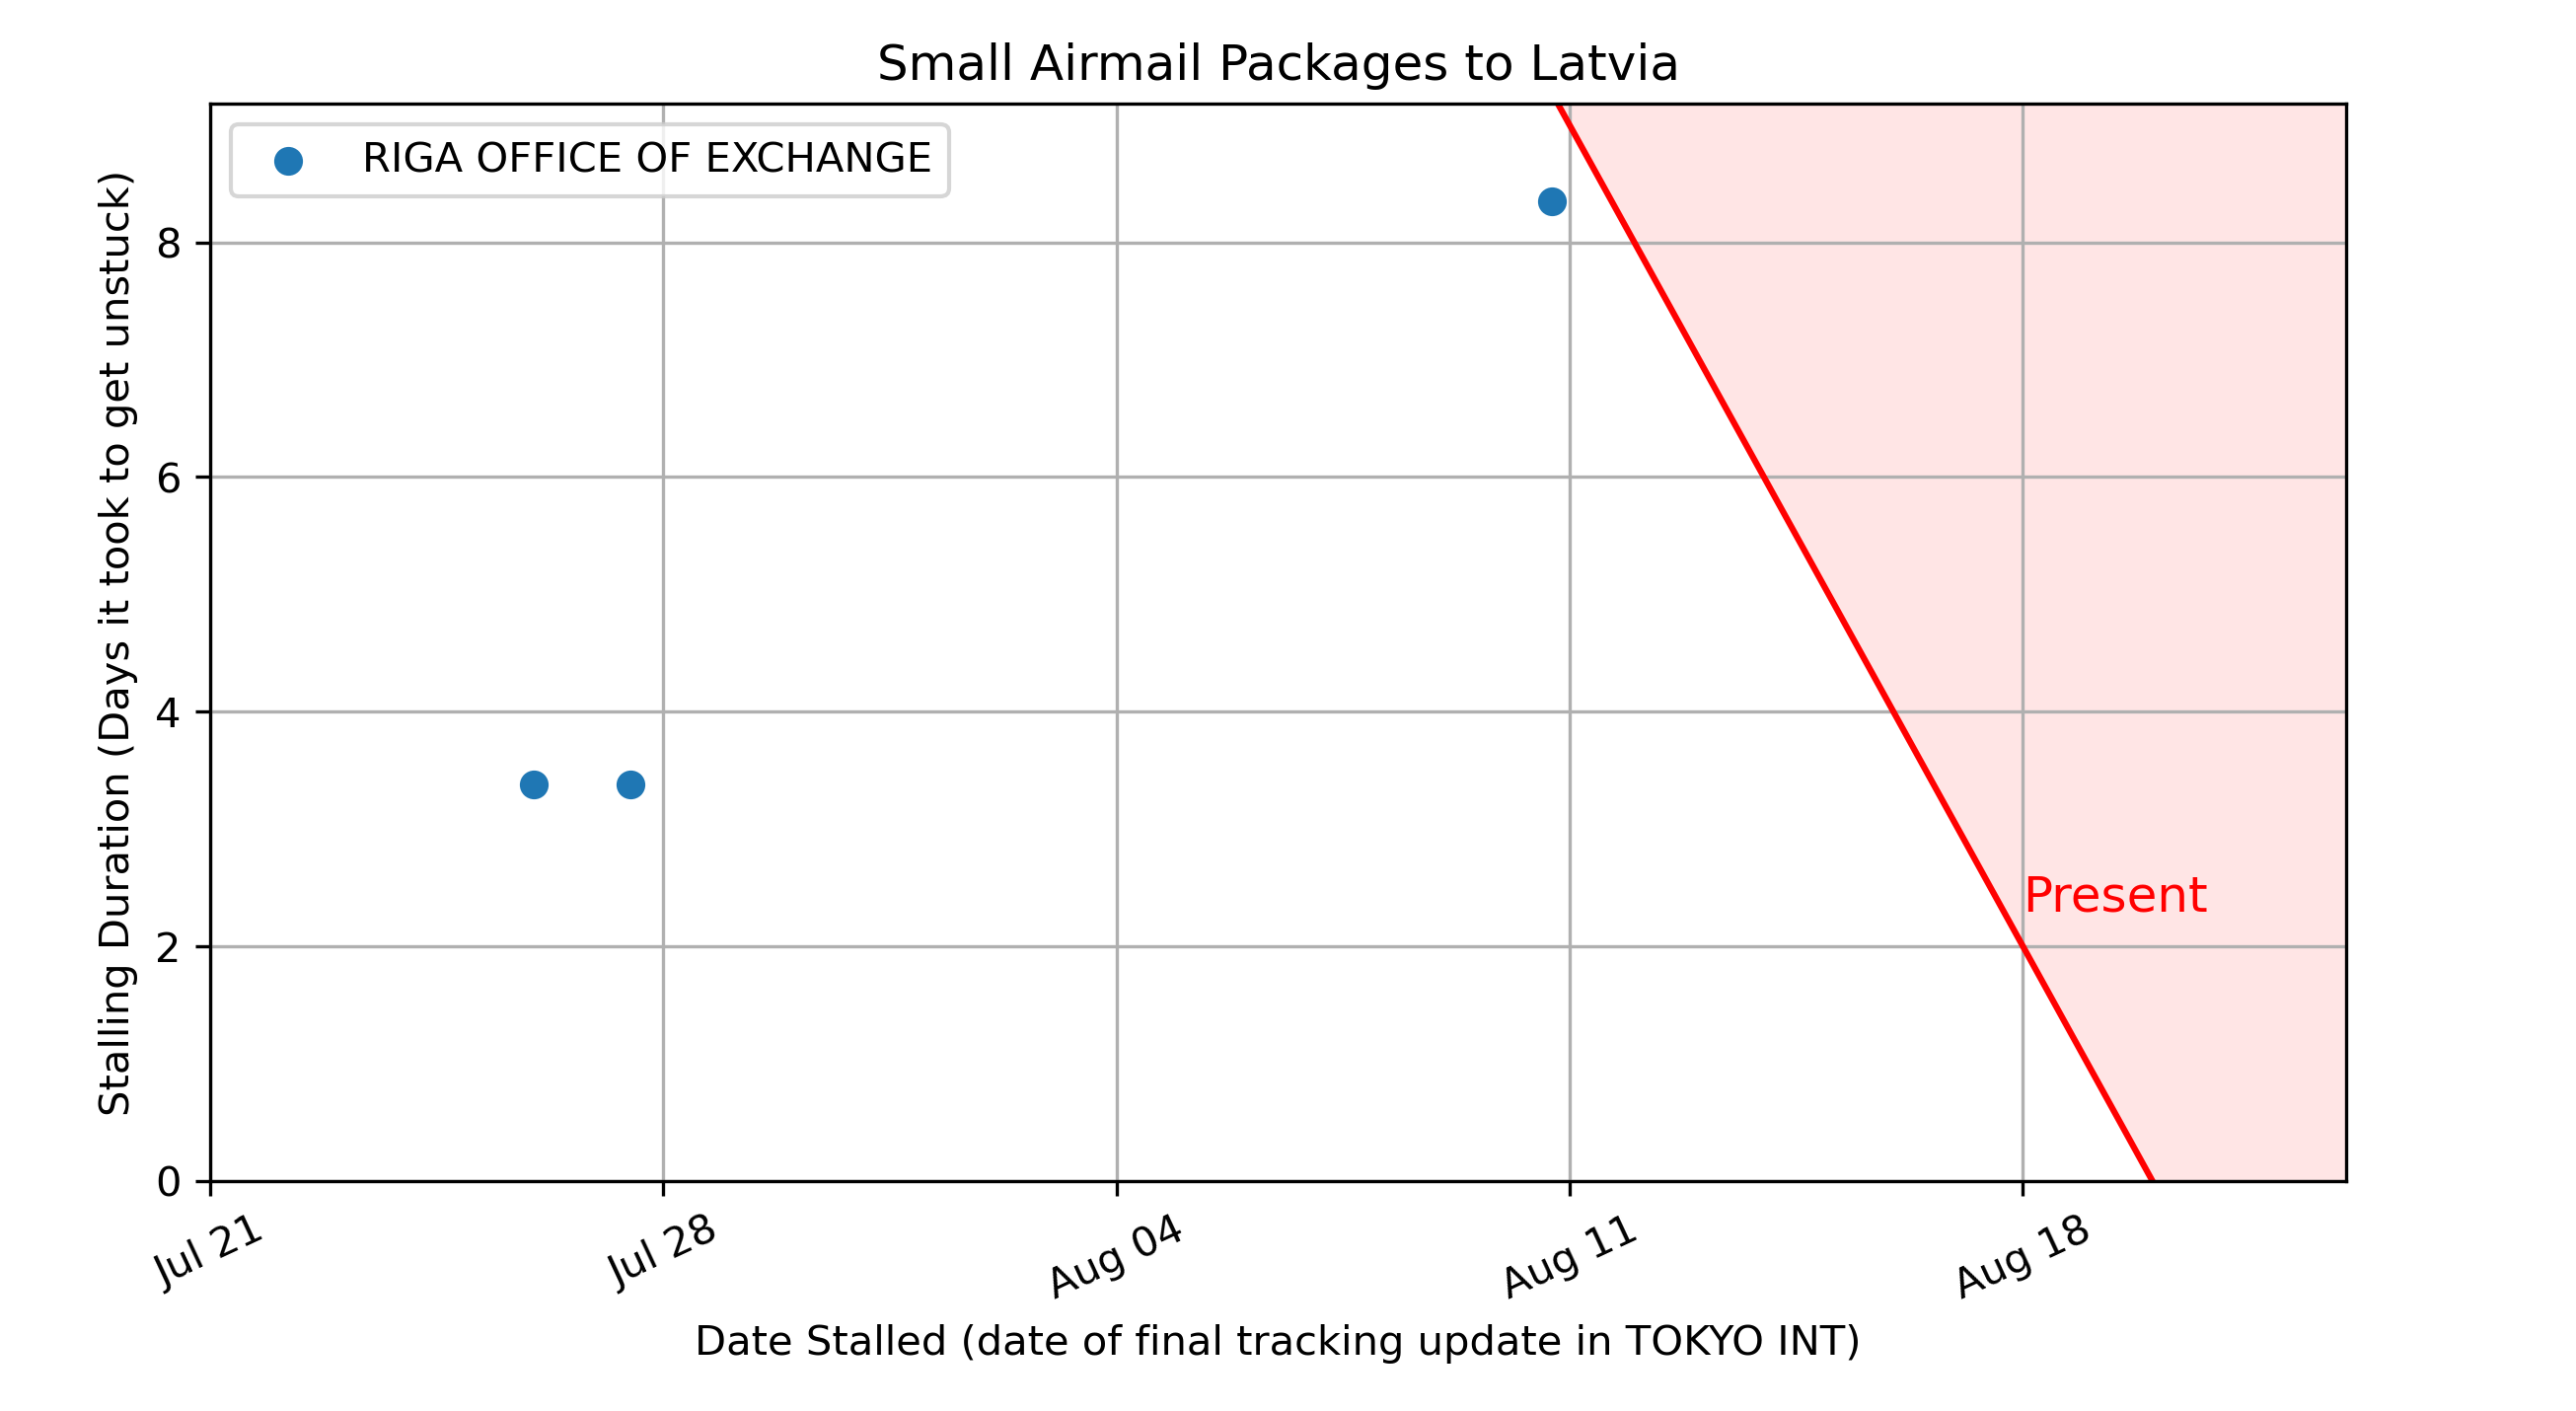 Small Airmail Packages to Latvia
RIGA OFFICE OF EXCHANGE
Stalling Duration (Days it took to get unstuck)
8
6
4
2
0
Present
Jul 21
Jul 28
Aug 04
Aug 11
Aug 18
Date Stalled (date of final tracking update in TOKYO INT)